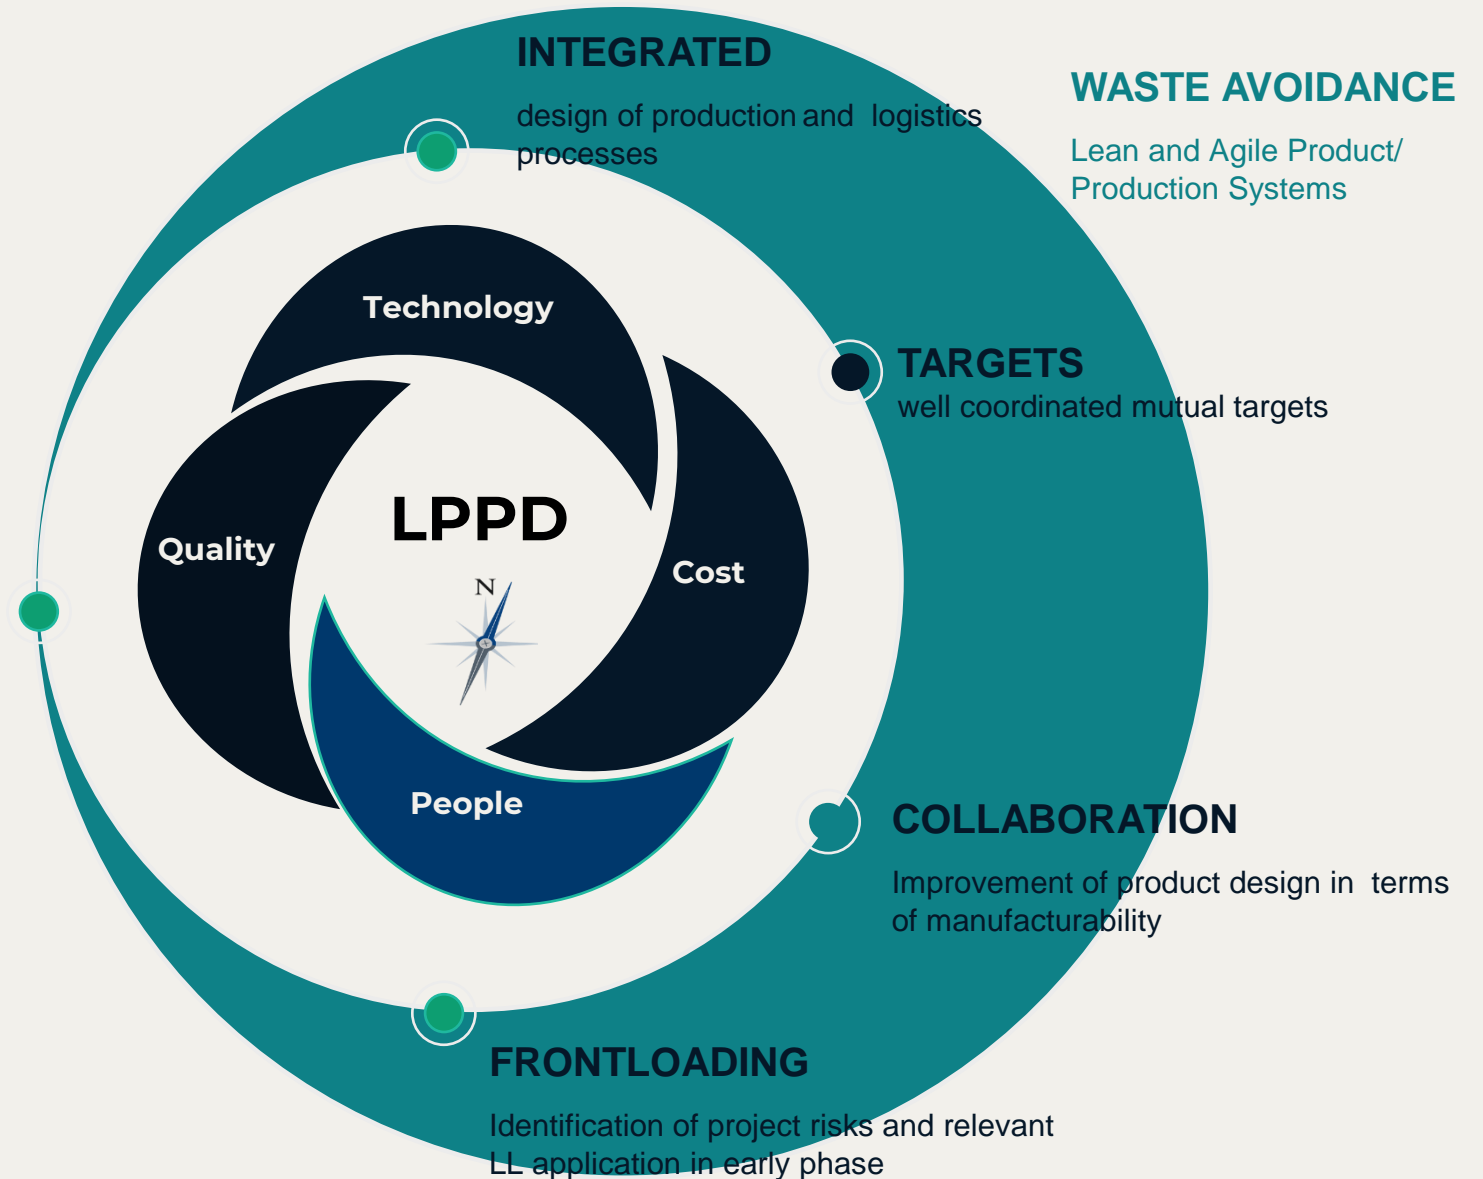 INTEGRATED
design of production and logistics
processes
WASTE AVOIDANCE
Lean and Agile Product/
Production Systems
Technology
TARGETS
well coordinated mutual targets
LPPD
Quality
Cost
N
People
COLLABORATION
Improvement of product design in terms
of manufacturability
FRONTLOADING
Identification of project risks and relevant
LL application in early phase